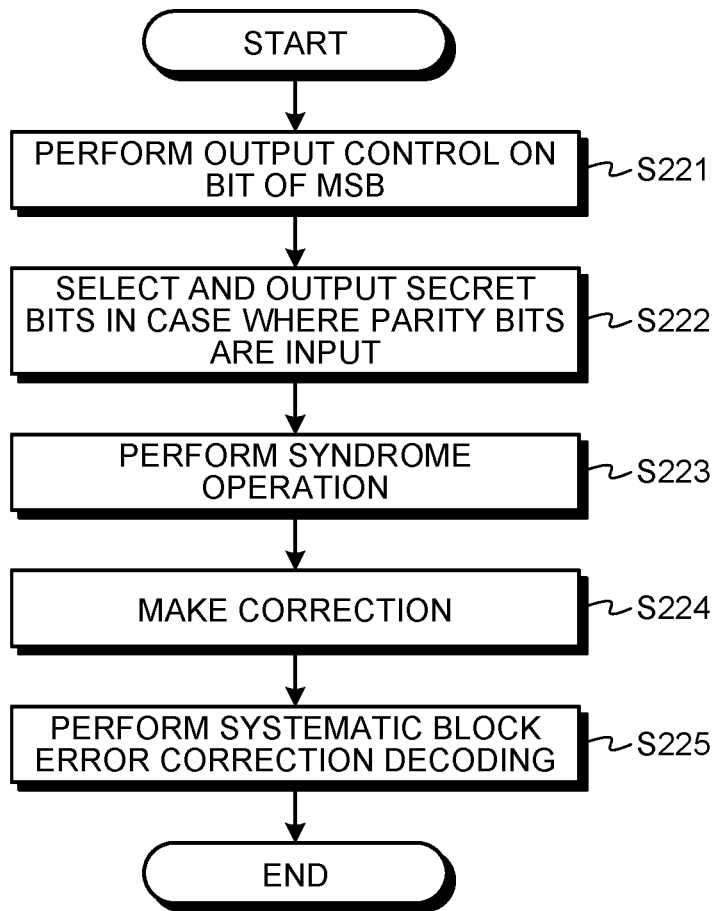 START
PERFORM OUTPUT CONTROL ON
BIT OF MSB
S221
SELECT AND OUTPUT SECRET
BITS IN CASE WHERE PARITY BITS
ARE INPUT
S222
PERFORM SYNDROME
OPERATION
S223
MAKE CORRECTION
S224
PERFORM SYSTEMATIC BLOCK
ERROR CORRECTION DECODING
S225
END